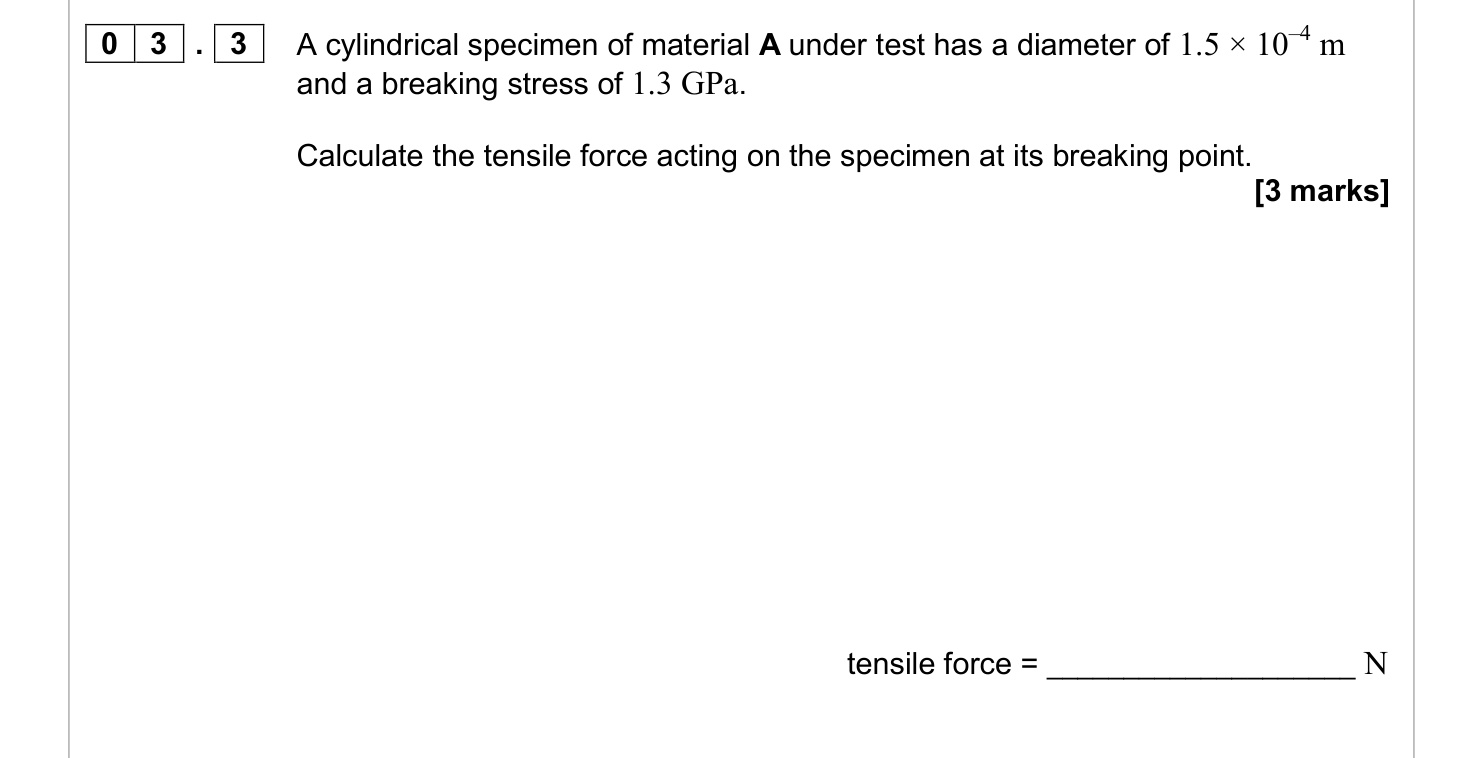 0 3 . 3 A cylindrical specimen of material A under test has a diameter of 1.5 × 10⁻⁴ m
and a breaking stress of 1.3 GPa.
Calculate the tensile force acting on the specimen at its breaking point.
[3 marks]
tensile force = ____________________ N